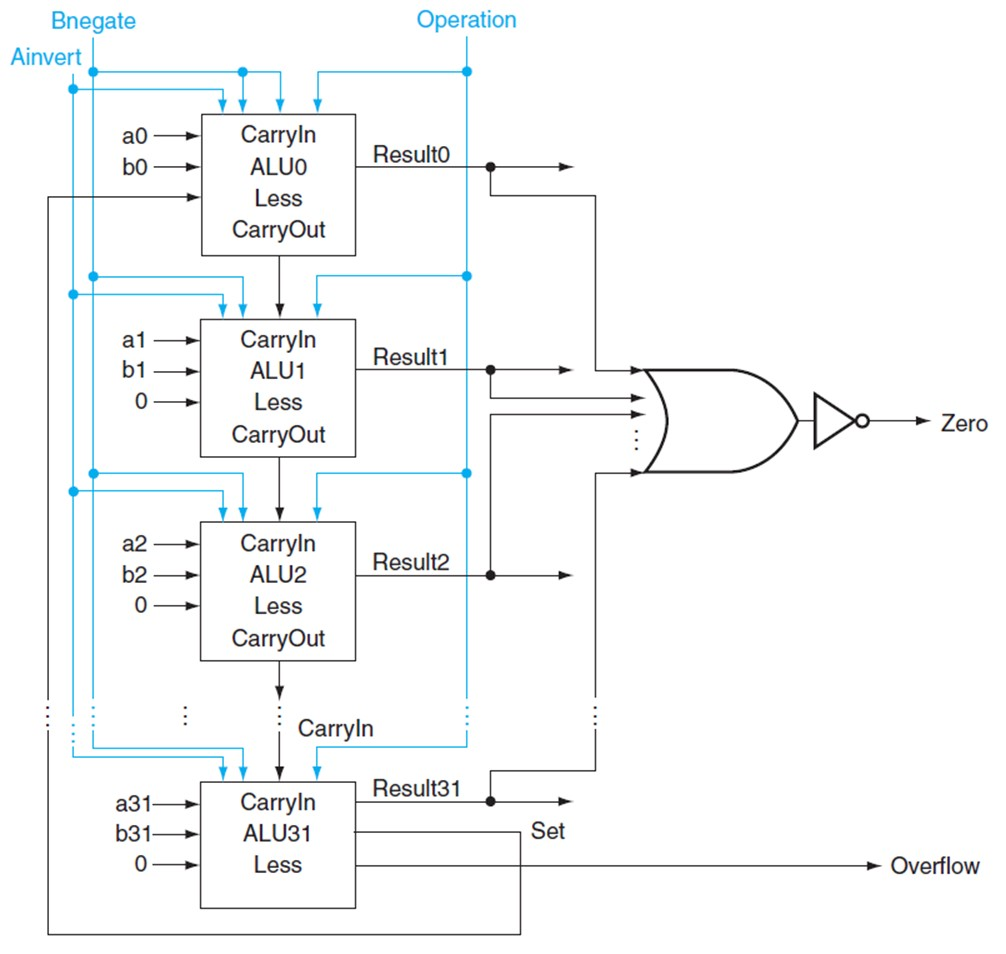 Bnegate
Operation
Ainvert
a0
CarryIn
Result0
b0
ALU0
Less
CarryOut
a1
CarryIn
Result1
b1
ALU1
0
Less
CarryOut
Zero
a2
CarryIn
Result2
b2
ALU2
0
Less
CarryOut
CarryIn
a31
CarryIn
Result31
b31
ALU31
Set
0
Less
Overflow